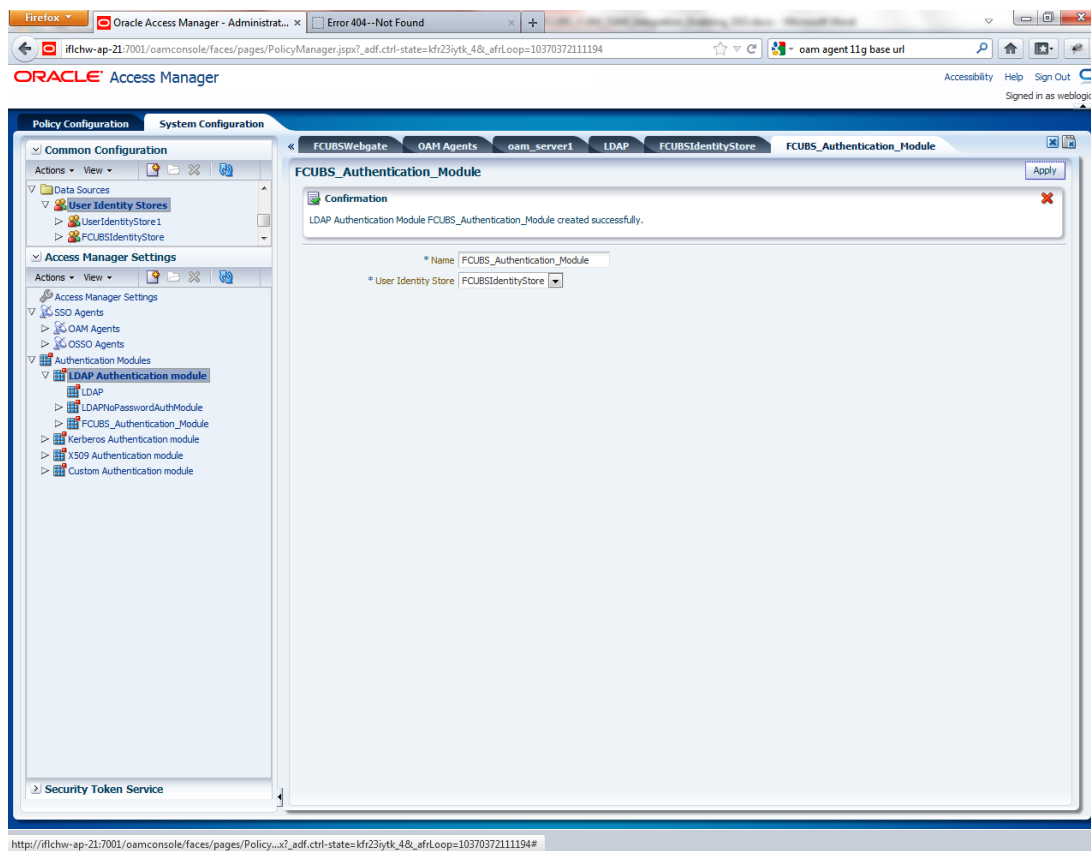 Firefox
Oracle Access Manager - Administrat...
Error 404--Not Found
iflchw-ap-21:7001/oamconsole/faces/pages/PolicyManager.jspx?_adf.ctrl-state=kfr23iytk_4&_afrLoop=10370372111194
oam agent 11g base url
ORACLE Access Manager
Accessibility Help Sign Out
Signed in as weblogic
Policy Configuration System Configuration
Common Configuration
Actions View
Data Sources
User Identity Stores
UserIdentityStore1
FCUBSIdentityStore
Access Manager Settings
Actions View
Access Manager Settings
SSO Agents
OAM Agents
OSSO Agents
Authentication Modules
LDAP Authentication module
LDAP
LDAPNoPasswordAuthModule
FCUBS_Authentication_Module
Kerberos Authentication module
X509 Authentication module
Custom Authentication module
Security Token Service
« FCUBSWebgate OAM Agents oam_server1 LDAP FCUBSIdentityStore FCUBS_Authentication_Module
FCUBS_Authentication_Module
Apply
Confirmation
LDAP Authentication Module FCUBS_Authentication_Module created successfully.
* Name FCUBS_Authentication_Module
* User Identity Store FCUBSIdentityStore
http://iflchw-ap-21:7001/oamconsole/faces/pages/Policy...x?_adf.ctrl-state=kfr23iytk_4&_afrLoop=10370372111194#